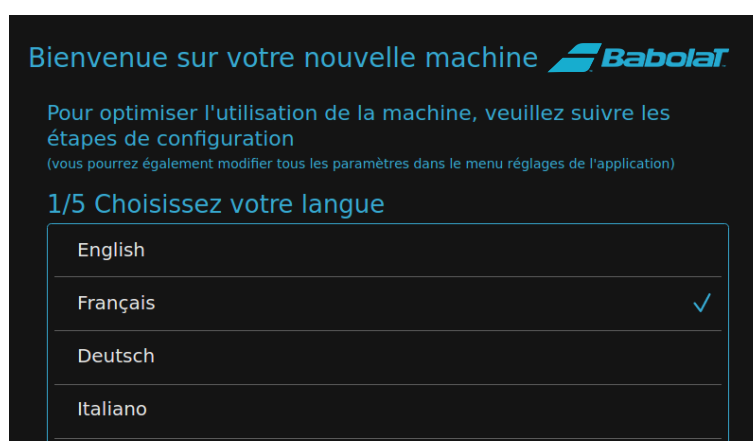 Bienvenue sur votre nouvelle machine Babolat
Pour optimiser l'utilisation de la machine, veuillez suivre les
étapes de configuration
(vous pourrez également modifier tous les paramètres dans le menu réglages de l'application)
1/5 Choisissez votre langue
English
Français
Deutsch
Italiano